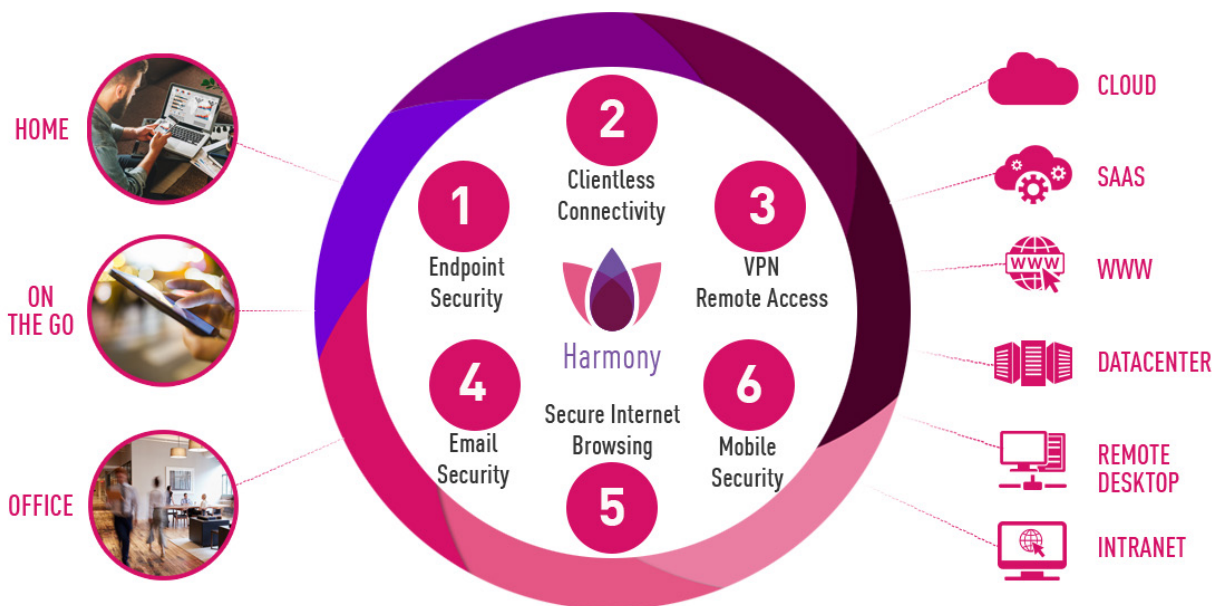 HOME
ON
THE GO
OFFICE
1
Endpoint
Security
2
Clientless
Connectivity
3
VPN
Remote Access
Harmony
4
Email
Security
Secure Internet
Browsing
5
6
Mobile
Security
CLOUD
SAAS
WWW
WWW
DATACENTER
REMOTE
DESKTOP
INTRANET